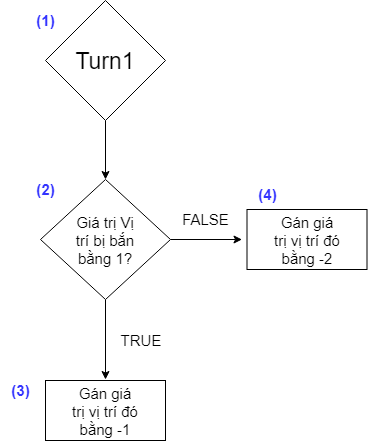 (1)
Turn1
(2)
Giá trị Vị
trí bị bắn
bằng 1?
FALSE
(4)
Gán giá
trị vị trí đó
bằng -2
TRUE
(3)
Gán giá
trị vị trí đó
bằng -1